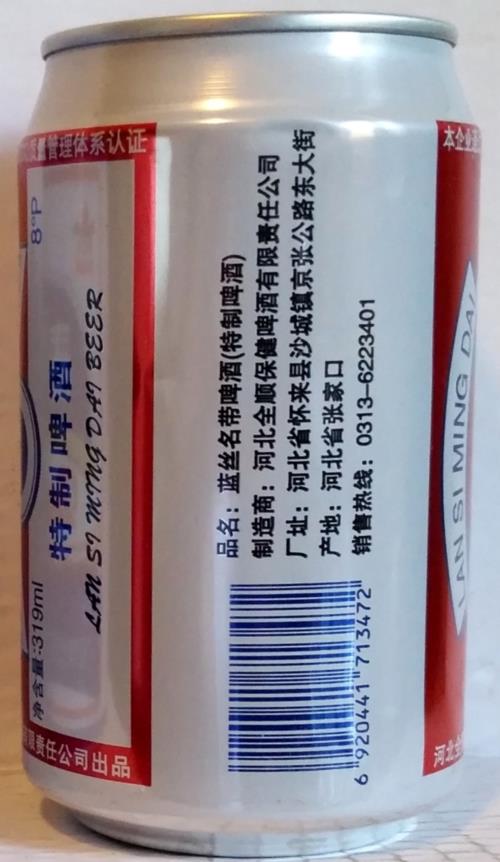 质量管理体系认证
8°P
特制啤酒
LAN SI MING DAI BEER
净含量:319ml
限责任公司出品
品名：蓝丝名带啤酒(特制啤酒)
制造商：河北全顺保健啤酒有限责任公司
厂址：河北省怀来县沙城镇京张公路东大街
产地：河北省张家口
销售热线：0313-6223401
6 920441 713472
本企业通
LAN SI MING DAI
河北全